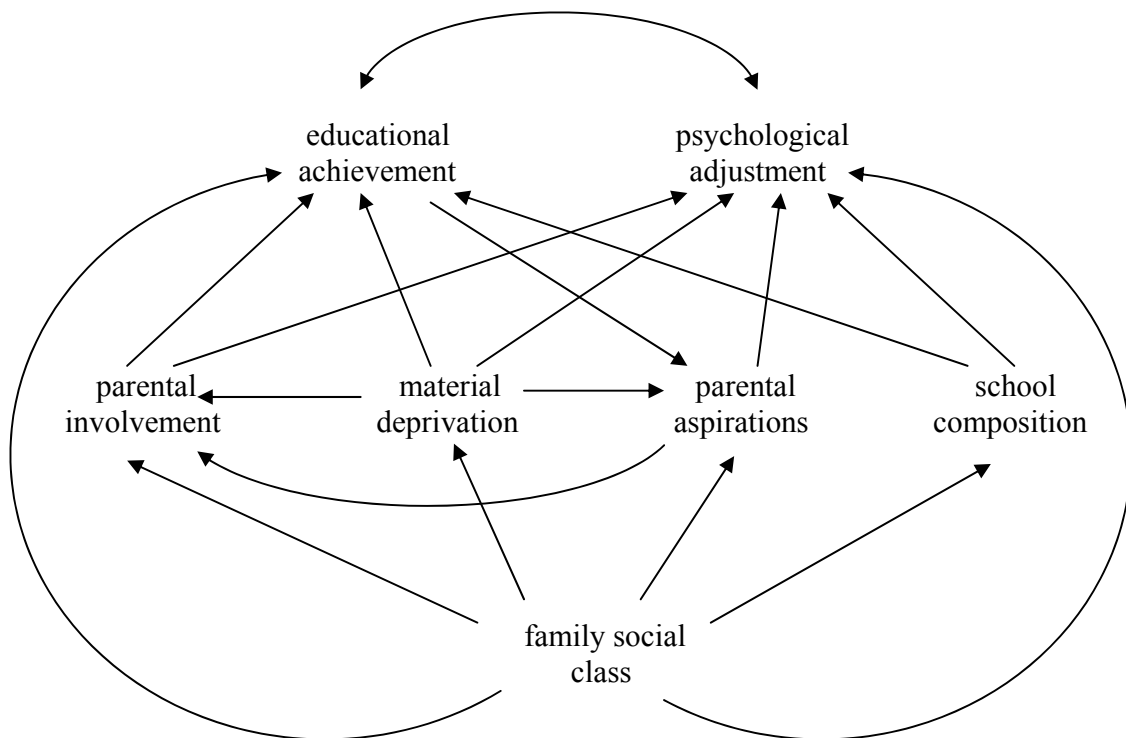 educational
achievement
psychological
adjustment
parental
involvement
material
deprivation
parental
aspirations
school
composition
family social
class